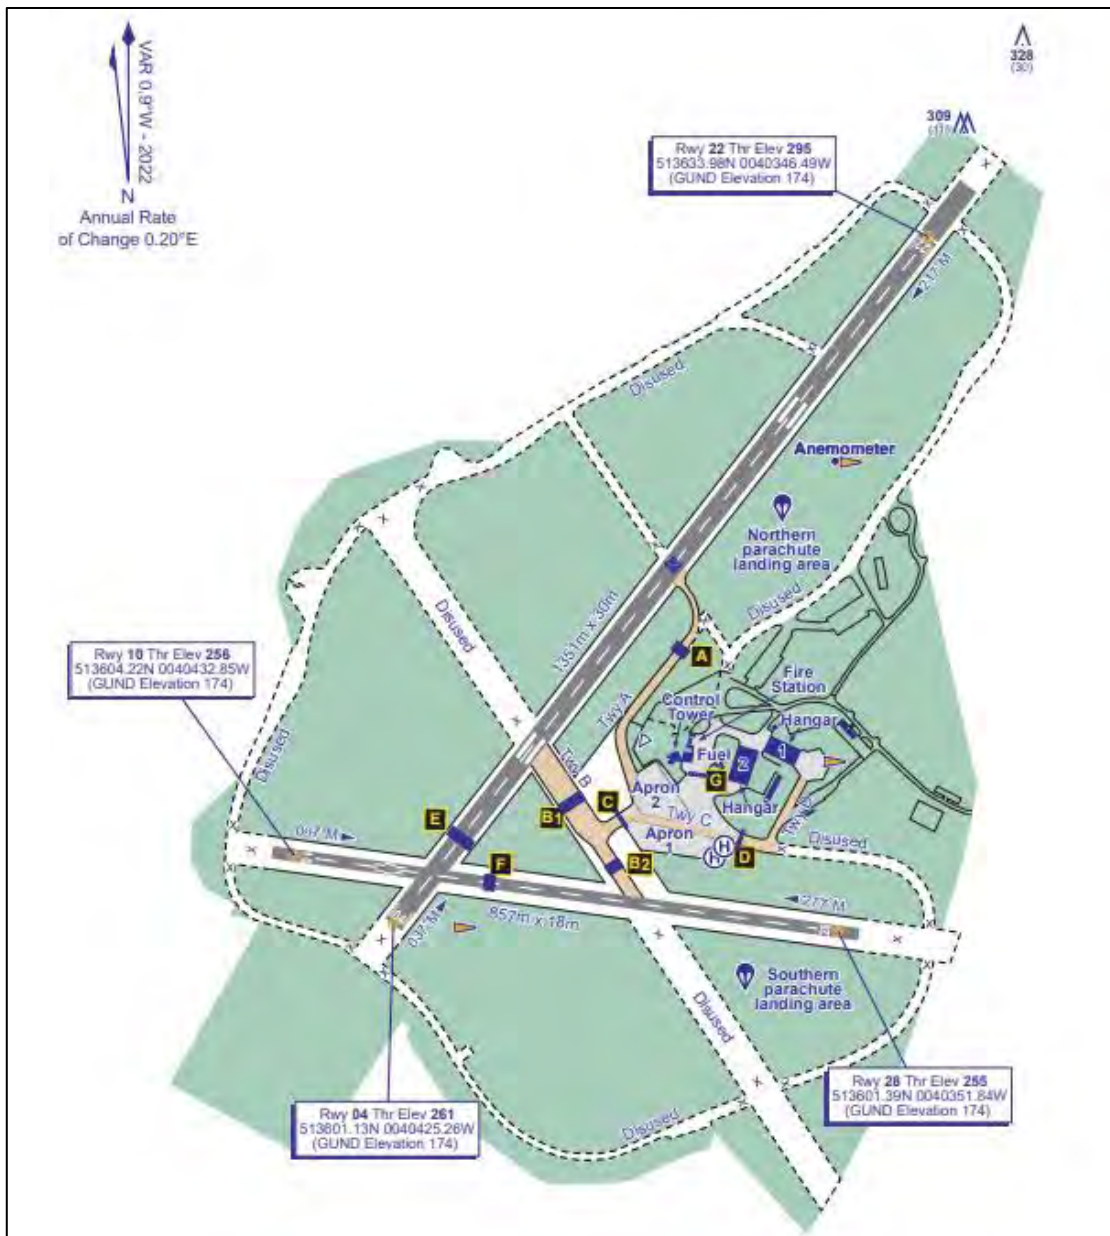 VAR 0.9°W - 2022
N
Annual Rate
of Change 0.20°E
328
(30)
309
Rwy 22 Thr Elev 295
513633.98N 0040346.49W
(GUND Elevation 174)
217°M
Disused
Anemometer
Northern
parachute
landing area
Disused
Disused
1351m x 30m
Rwy 10 Thr Elev 256
513604.22N 0040432.85W
(GUND Elevation 174)
A
Fire
Station
Twy A
Control
Tower
Hangar
Disused
Twy B
Fuel
1
2
G
Apron
2
Hangar
C
B1
Twy C
Twy D
E
Apron
1
Disused
097°M
H
H
D
F
B2
277°M
037°M
857m x 18m
Southern
parachute
landing area
Disused
Rwy 28 Thr Elev 255
513601.39N 0040351.84W
(GUND Elevation 174)
Rwy 04 Thr Elev 261
513601.13N 0040425.26W
(GUND Elevation 174)
Disused